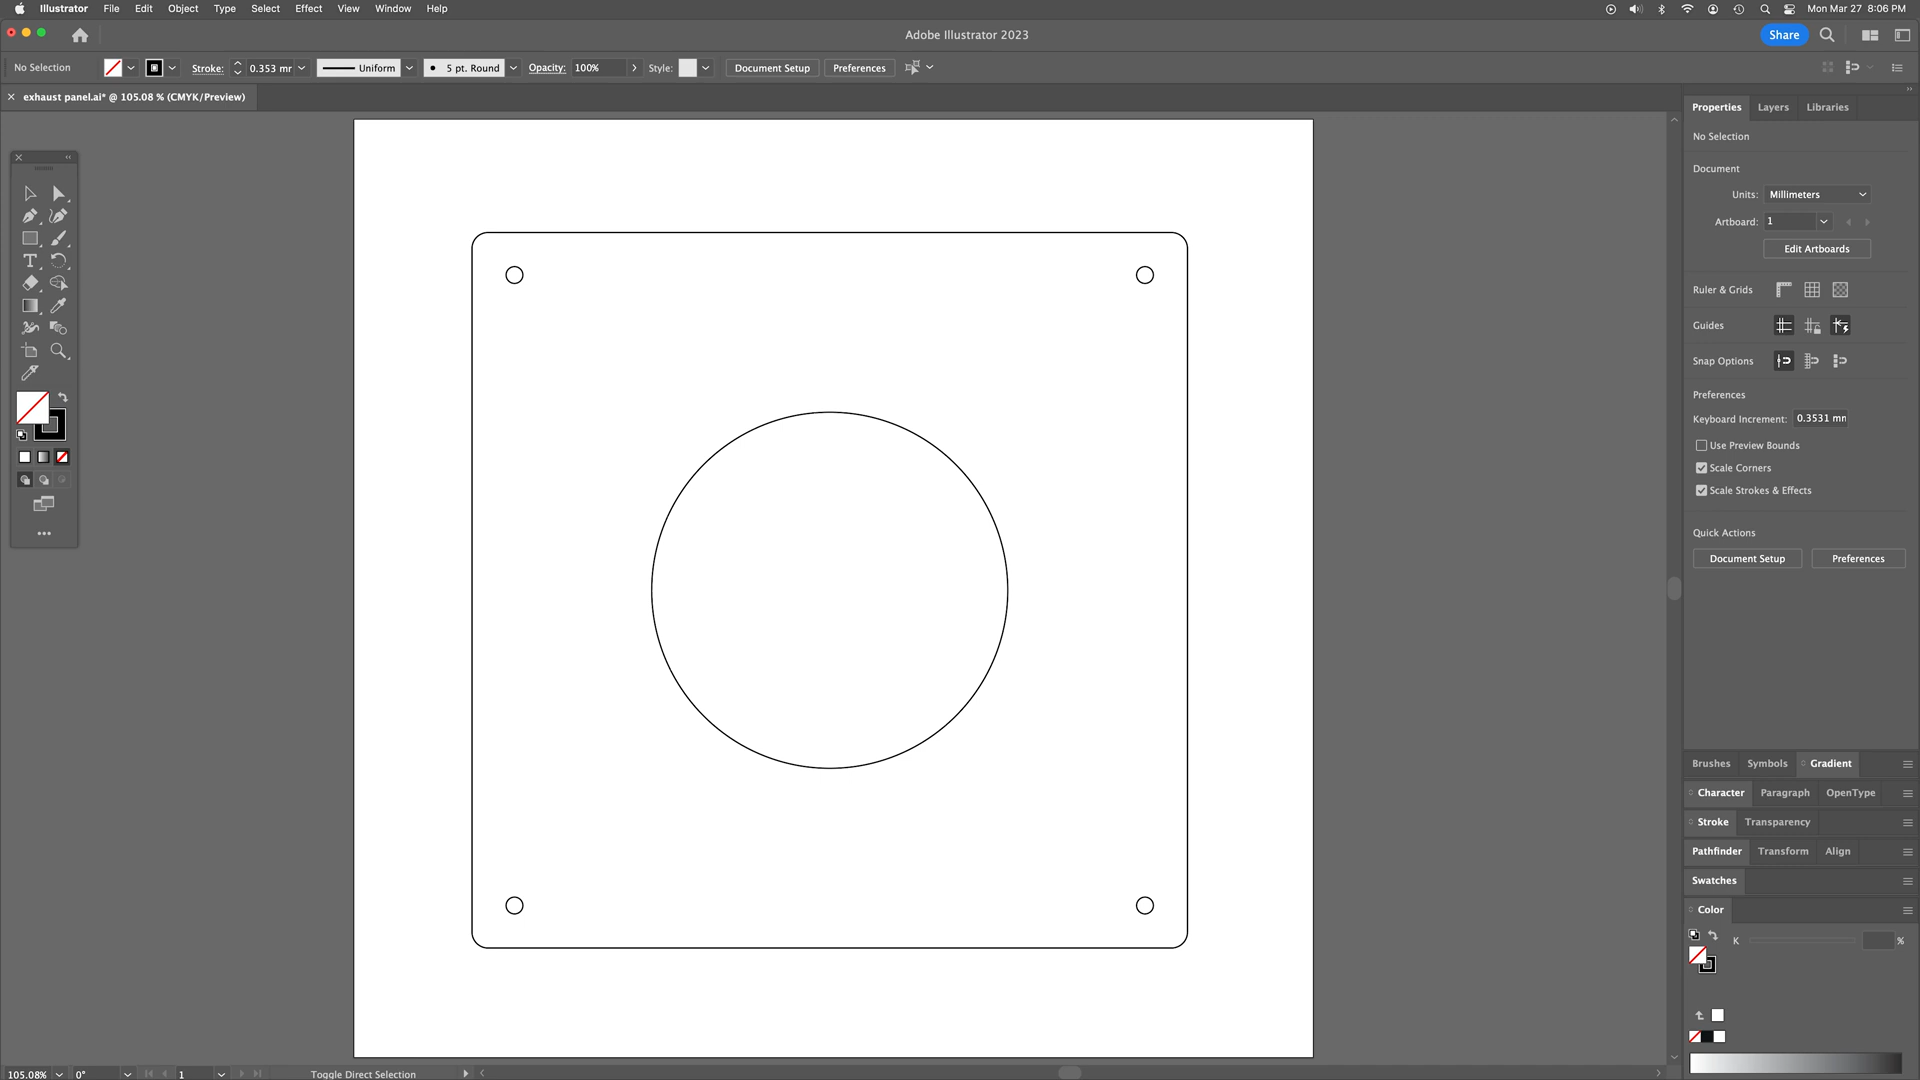 Illustrator File Edit Object Type Select Effect View Window Help Mon Mar 27 8:06 PM
Adobe Illustrator 2023 Share
No Selection Stroke: 0.353 mr Uniform 5 pt. Round Opacity: 100% Style: Document Setup Preferences
exhaust panel.ai* @ 105.08 % (CMYK/Preview)
Properties Layers Libraries
No Selection
Document
Units: Millimeters
Artboard: 1
Edit Artboards
Ruler & Grids
Guides
Snap Options
Preferences
Keyboard Increment: 0.3531 mn
Use Preview Bounds
Scale Corners
Scale Strokes & Effects
Quick Actions
Document Setup Preferences
Brushes Symbols Gradient
Character Paragraph OpenType
Stroke Transparency
Pathfinder Transform Align
Swatches
Color
K %
105.08% 0° 1 Toggle Direct Selection